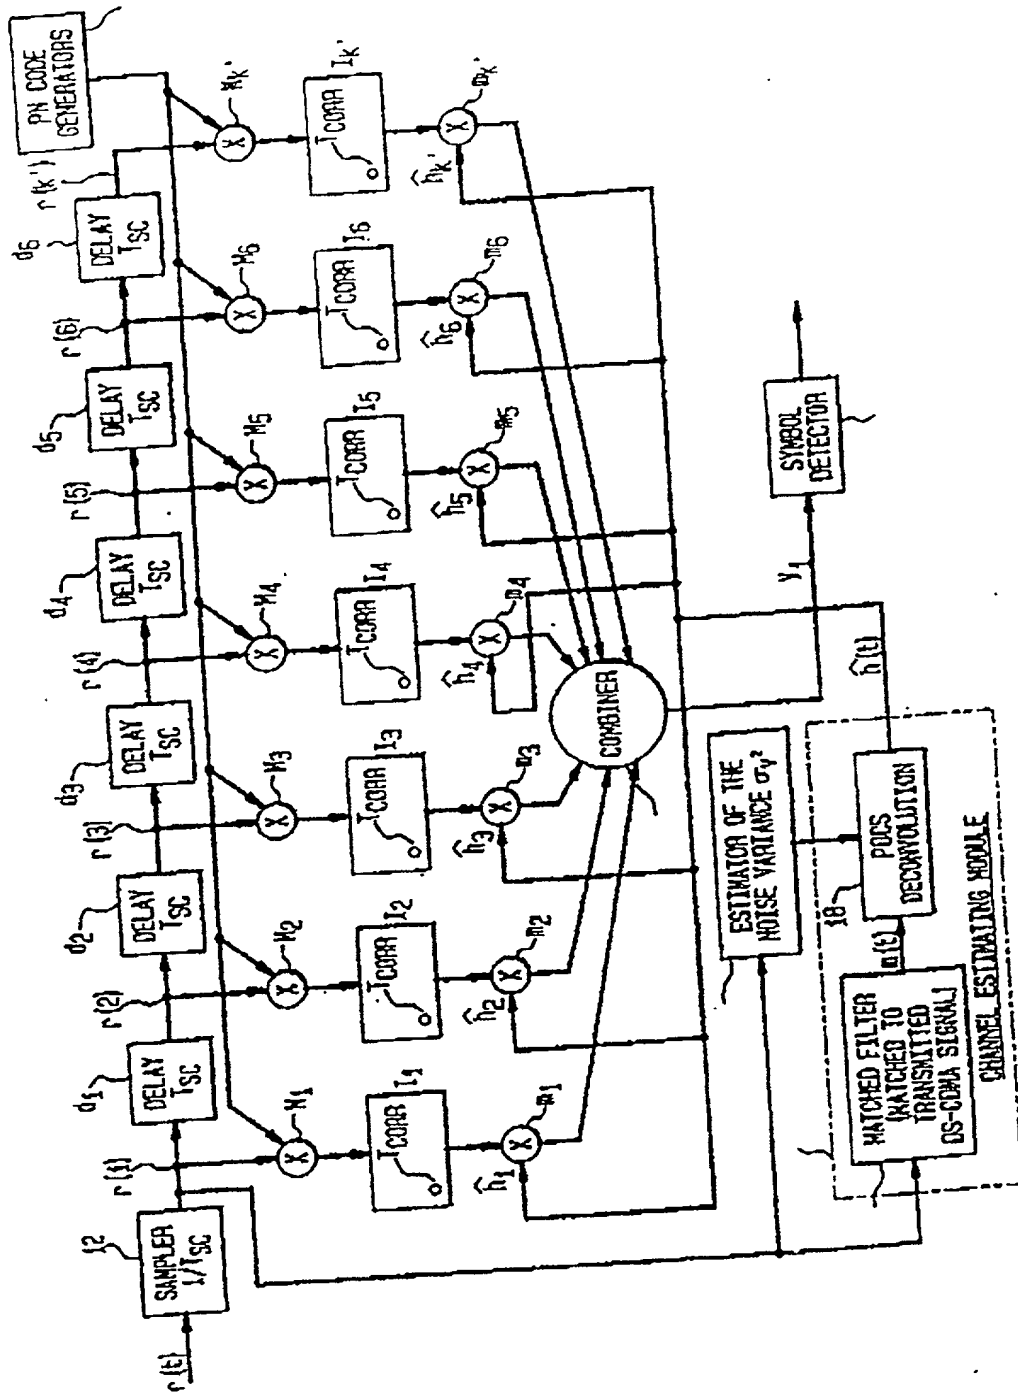 r(t)
12
SAMPLER
1/TSC
r(1)
d1
DELAY
TSC
r(2)
d2
DELAY
TSC
r(3)
d3
DELAY
TSC
r(4)
d4
DELAY
TSC
r(5)
d5
DELAY
TSC
r(6)
d6
DELAY
TSC
r(k')
PN CODE
GENERATORS
X
M1
X
M2
X
M3
X
M4
X
M5
X
M6
X
Mk'
TCORR
O
I1
TCORR
O
I2
TCORR
O
I3
TCORR
O
I4
TCORR
O
I5
TCORR
O
I6
TCORR
O
Ik'
ĥ1
X
m1
ĥ2
X
m2
ĥ3
X
m3
ĥ4
X
m4
ĥ5
X
m5
ĥ6
X
m6
ĥk'
X
mk'
COMBINER
ESTIMATOR OF THE
NOISE VARIANCE σv²
Y1
SYMBOL
DETECTOR
MATCHED FILTER
(MATCHED TO
TRANSMITTED
DS-CDMA SIGNAL)
m(t)
18
POCS
DECONVOLUTION
ĥ(t)
CHANNEL ESTIMATING MODULE